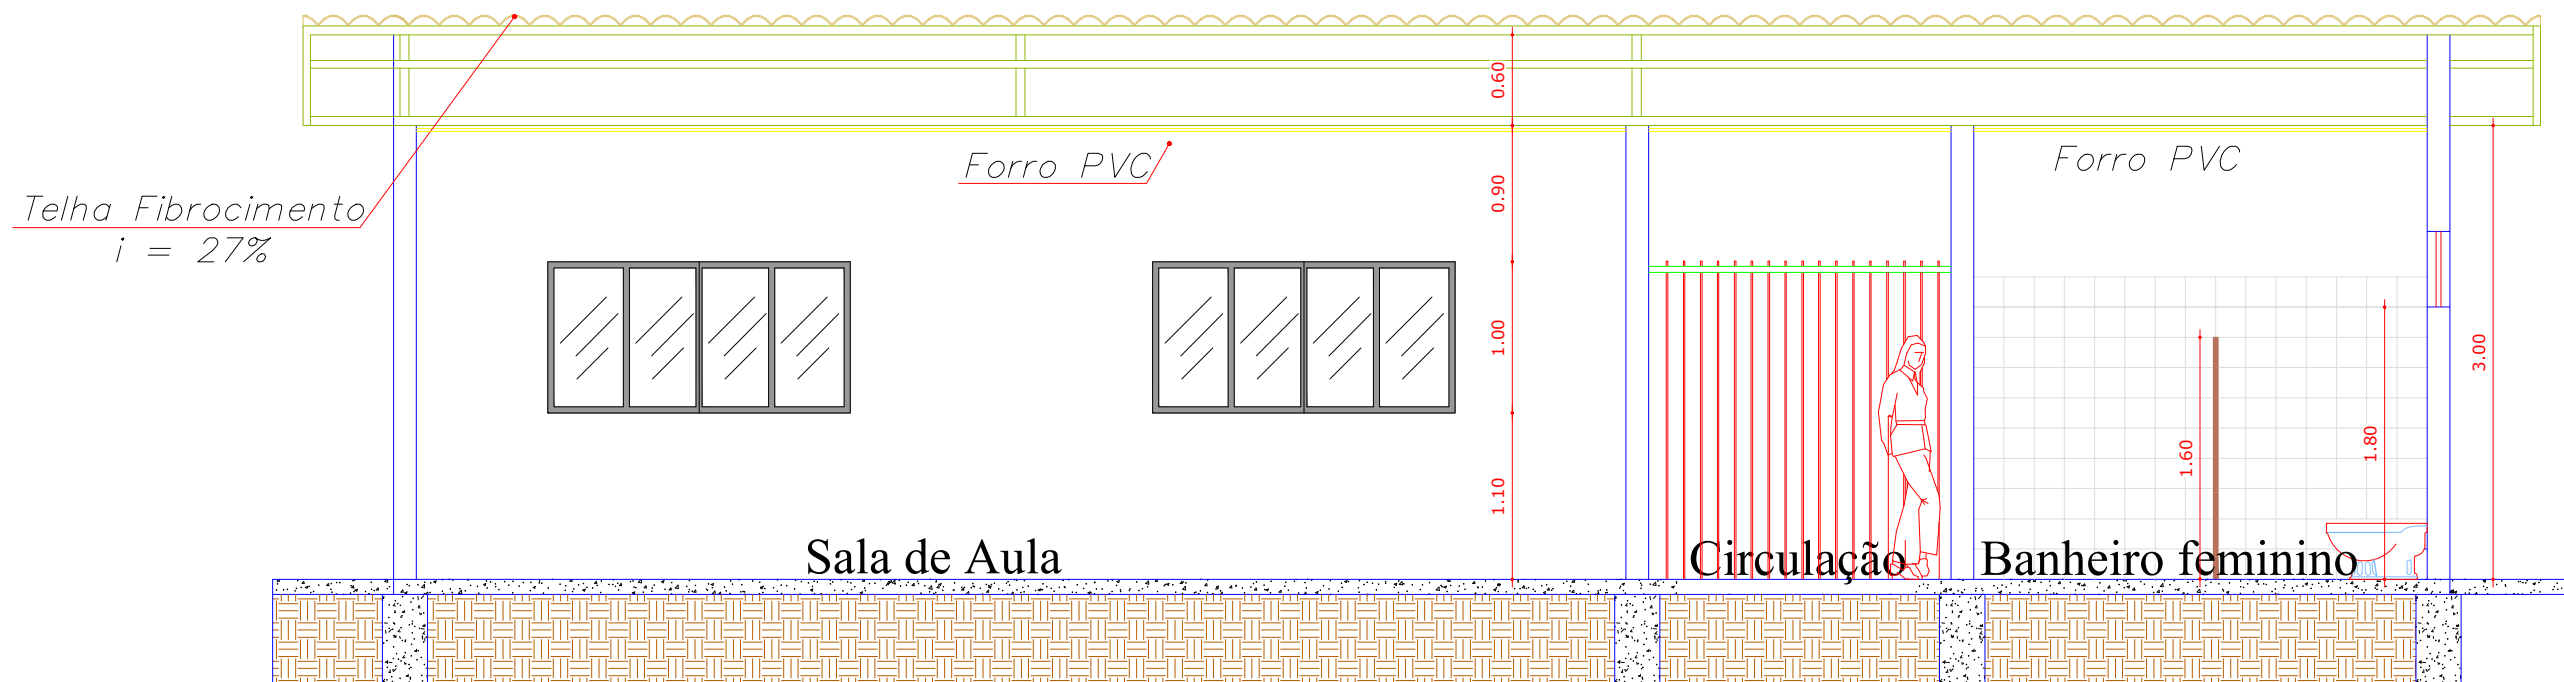 Telha Fibrocimento
i = 27%
Forro PVC
Forro PVC
0.60
0.90
1.00
1.10
1.60
1.80
3.00
Sala de Aula
Circulação
Banheiro feminino